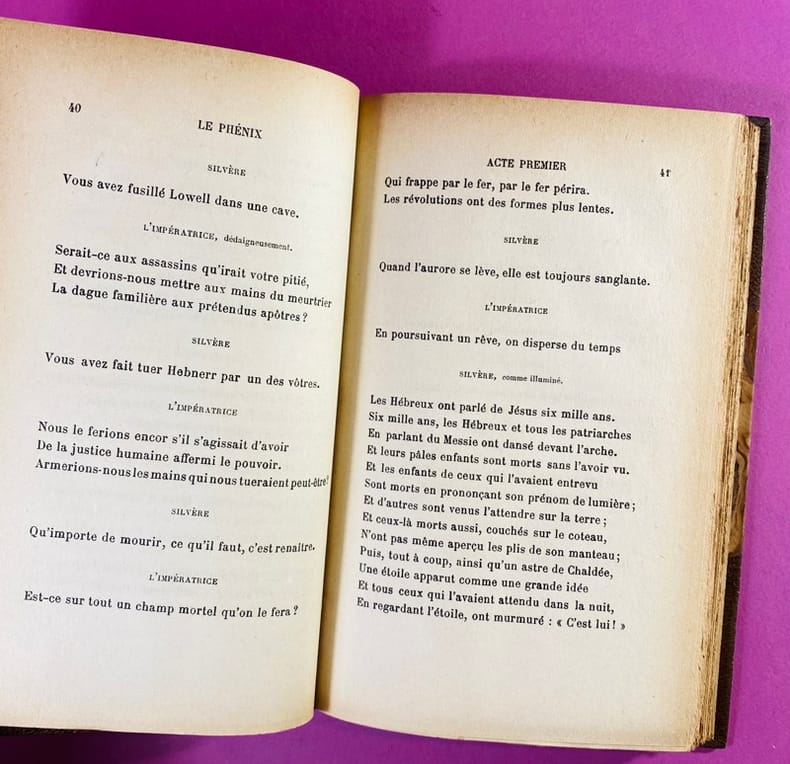 40
LE PHÉNIX
SILVÈRE
Vous avez fusillé Lowell dans une cave.
L'IMPÉRATRICE, dédaigneusement.
Serait-ce aux assassins qu'irait votre pitié,
Et devrions-nous mettre aux mains du meurtrier
La dague familière aux prétendus apôtres ?
SILVÈRE
Vous avez fait tuer Hebnerr par un des vôtres.
L'IMPÉRATRICE
Nous le ferions encor s'il s'agissait d'avoir
De la justice humaine affermi le pouvoir.
Armerions-nous les mains qui nous tueraient peut-être?
SILVÈRE
Qu'importe de mourir, ce qu'il faut, c'est renaitre.
L'IMPÉRATRICE
Est-ce sur tout un champ mortel qu'on le fera ?
ACTE PREMIER
41
Qui frappe par le fer, par le fer périra.
Les révolutions ont des formes plus lentes.
SILVÈRE
Quand l'aurore se lève, elle est toujours sanglante.
L'IMPÉRATRICE
En poursuivant un rêve, on disperse du temps
SILVÈRE, comme illuminé.
Les Hébreux ont parlé de Jésus six mille ans.
Six mille ans, les Hébreux et tous les patriarches
En parlant du Messie ont dansé devant l'arche.
Et leurs pâles enfants sont morts sans l'avoir vu.
Et les enfants de ceux qui l'avaient entrevu
Sont morts en prononçant son prénom de lumière ;
Et d'autres sont venus l'attendre sur la terre ;
Et ceux-là morts aussi, couchés sur le coteau,
N'ont pas même aperçu les plis de son manteau ;
Puis, tout à coup, ainsi qu'un astre de Chaldée,
Une étoile apparut comme une grande idée
Et tous ceux qui l'avaient attendu dans la nuit,
En regardant l'étoile, ont murmuré : « C'est lui ! »